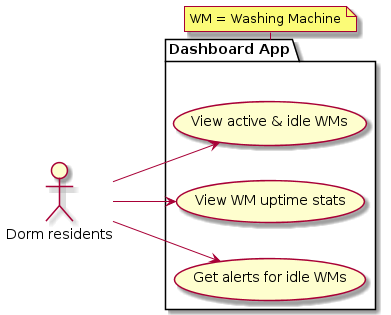 WM = Washing Machine
Dashboard App
View active & idle WMs
View WM uptime stats
Dorm residents
Get alerts for idle WMs